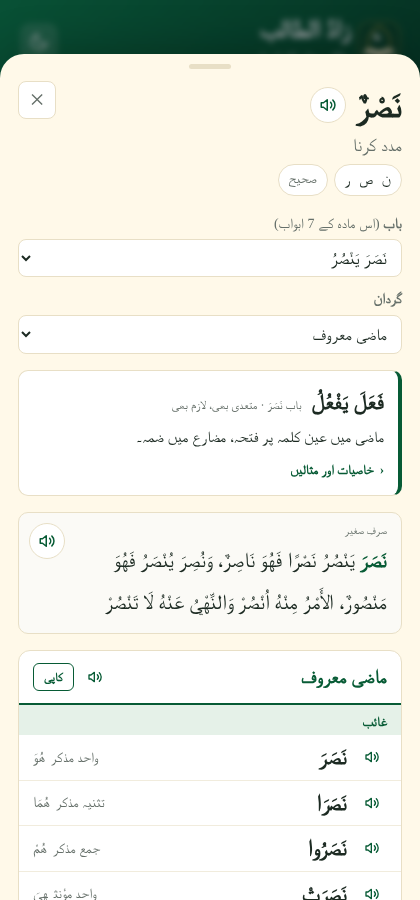 نَصْرٌ
مدد کرنا
ن ص ر
صحیح
باب (اس مادہ کے 7 ابواب)
نَصَرَ يَنْصُرُ
گردان
ماضی معروف
فَعَلَ يَفْعُلُ باب نَصَرَ · متعدی بھی، لازم بھی
ماضی میں عین کلمہ پر فتحہ، مضارع میں ضمہ۔
‹ خاصیات اور مثالیں
صرف صغیر
نَصَرَ يَنْصُرُ نَصْرًا فَهُوَ نَاصِرٌ، وَنُصِرَ يُنْصَرُ فَهُوَ
مَنْصُورٌ، الأَمْرُ مِنْهُ اُنْصُرْ وَالنَّهْيُ عَنْهُ لَا تَنْصُرْ
ماضی معروف
کاپی
غائب
نَصَرَ واحد مذکر هُوَ
نَصَرَا تثنیہ مذکر هُمَا
نَصَرُوا جمع مذکر هُمْ
نَصَرَتْ واحد مؤنث هِيَ